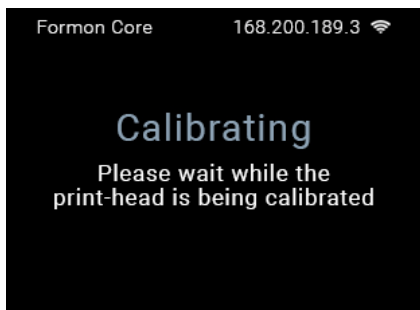 Formon Core 168.200.189.3
Calibrating
Please wait while the
print-head is being calibrated